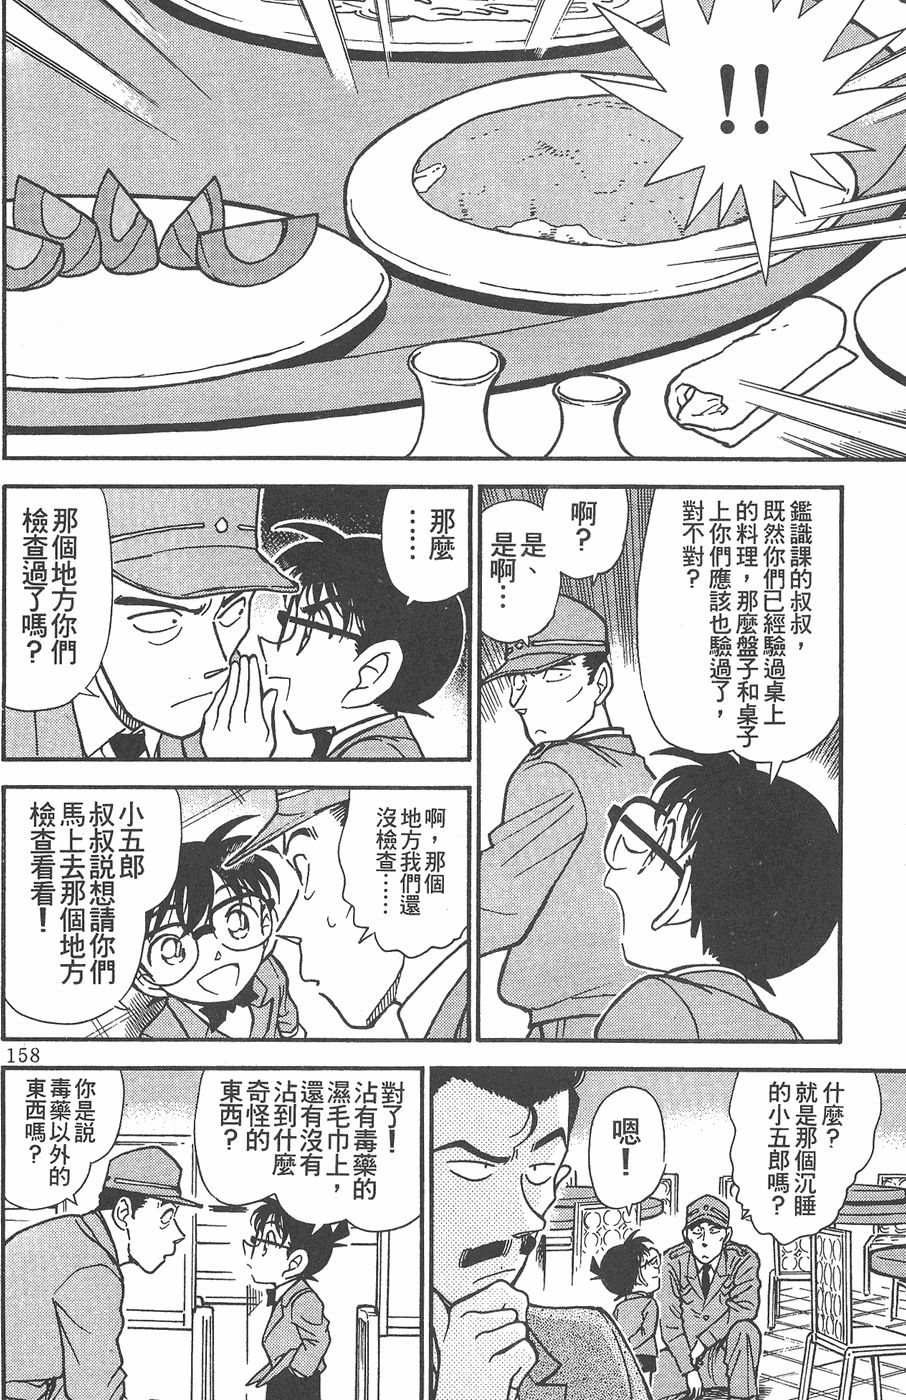 !!
鑑識課的叔叔，
既然你們已經驗過桌上
的料理，那麼盤子和桌子
上你們應該也驗過了，
對不對？
啊？
是、
是啊…
那麼
……
那個地方你們
檢查過了嗎？
啊，那個
地方我們還
沒檢查……
小五郎
叔叔說想請你們
馬上去那個地方
檢查看看！
158
什麼？
就是那個沉睡
的小五郎嗎？
嗯！
對了！
沾有毒藥的
濕毛巾上，
還有沒有
沾到什麼
奇怪的
東西？
你是說
毒藥以外的
東西嗎？